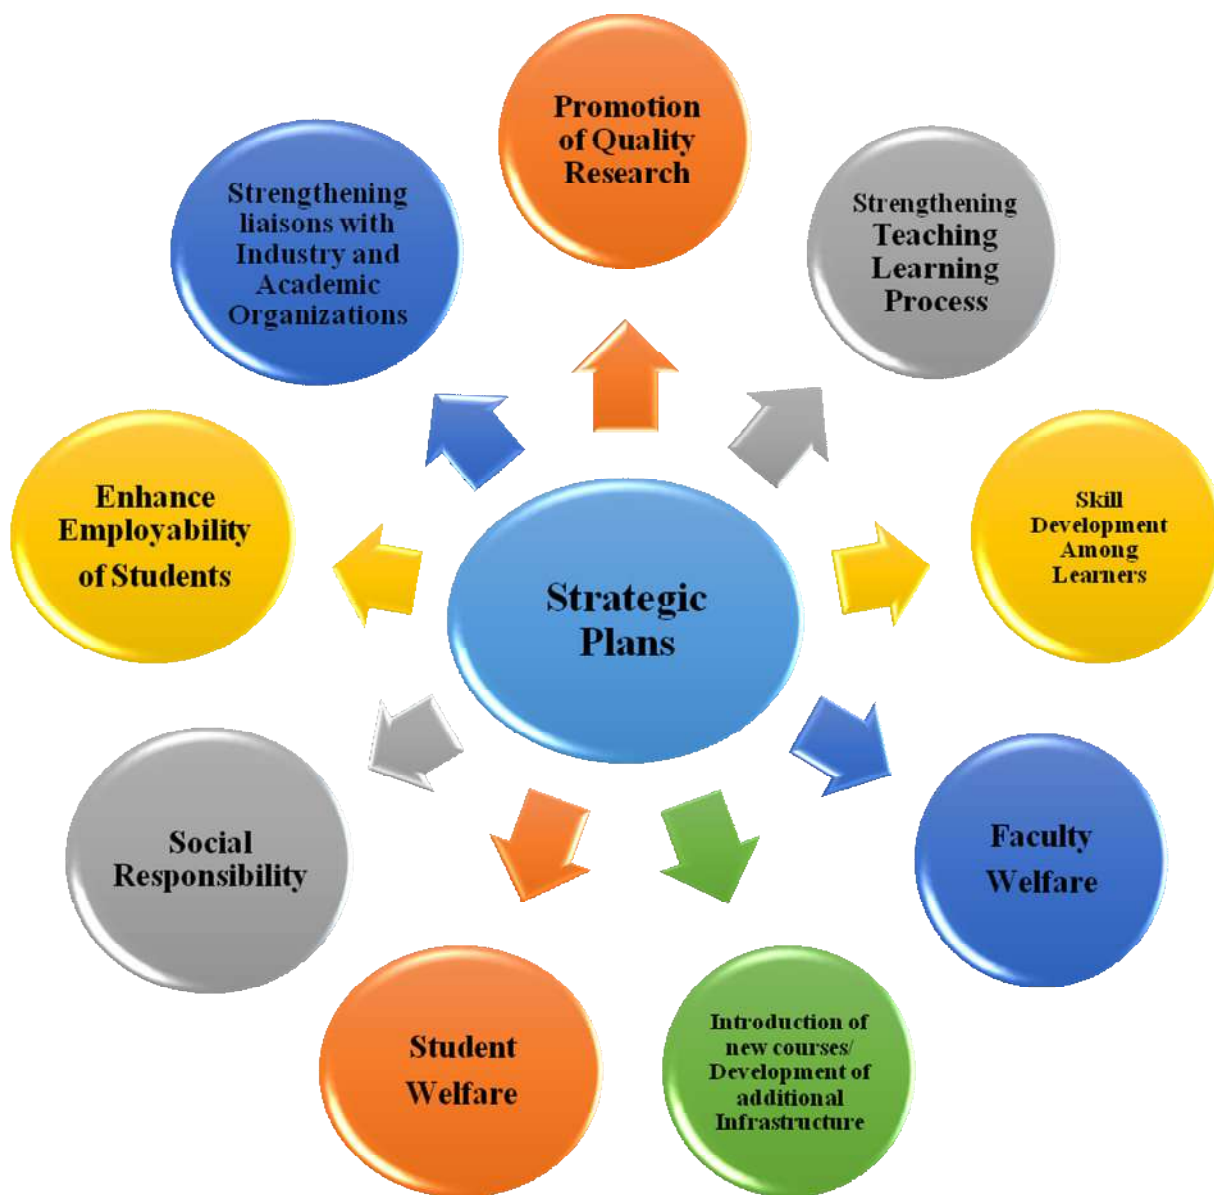 Promotion
of Quality
Research
Strengthening
Teaching
Learning
Process
Skill
Development
Among
Learners
Faculty
Welfare
Introduction of
new courses/
Development of
additional
Infrastructure
Student
Welfare
Social
Responsibility
Enhance
Employability
of Students
Strengthening
liaisons with
Industry and
Academic
Organizations
Strategic
Plans